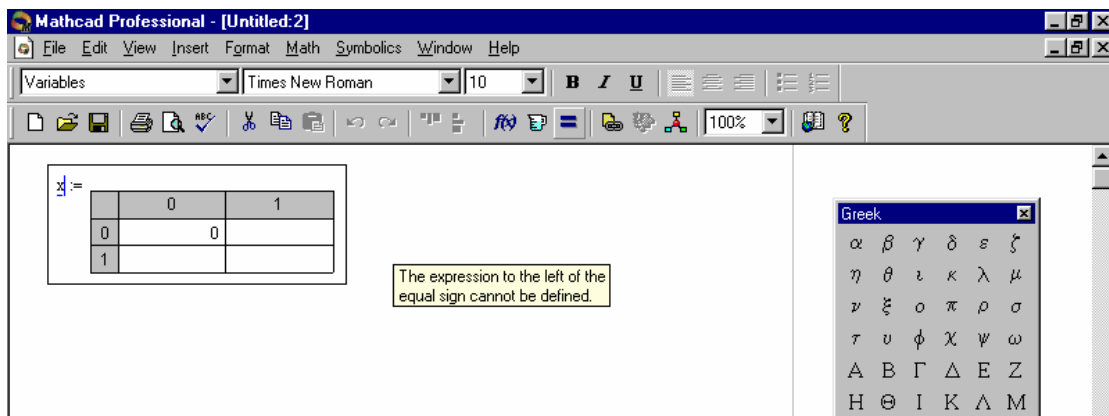 Mathcad Professional - [Untitled:2]
File Edit View Insert Format Math Symbolics Window Help
Variables Times New Roman 10 B I U
ABC f(x) = 100% ?
x :=
0 1
0 0
1
The expression to the left of the
equal sign cannot be defined.
Greek
α β γ δ ε ζ
η θ ι κ λ μ
ν ξ ο π ρ σ
τ υ ϕ χ ψ ω
Α Β Γ Δ Ε Ζ
Η Θ Ι Κ Λ Μ